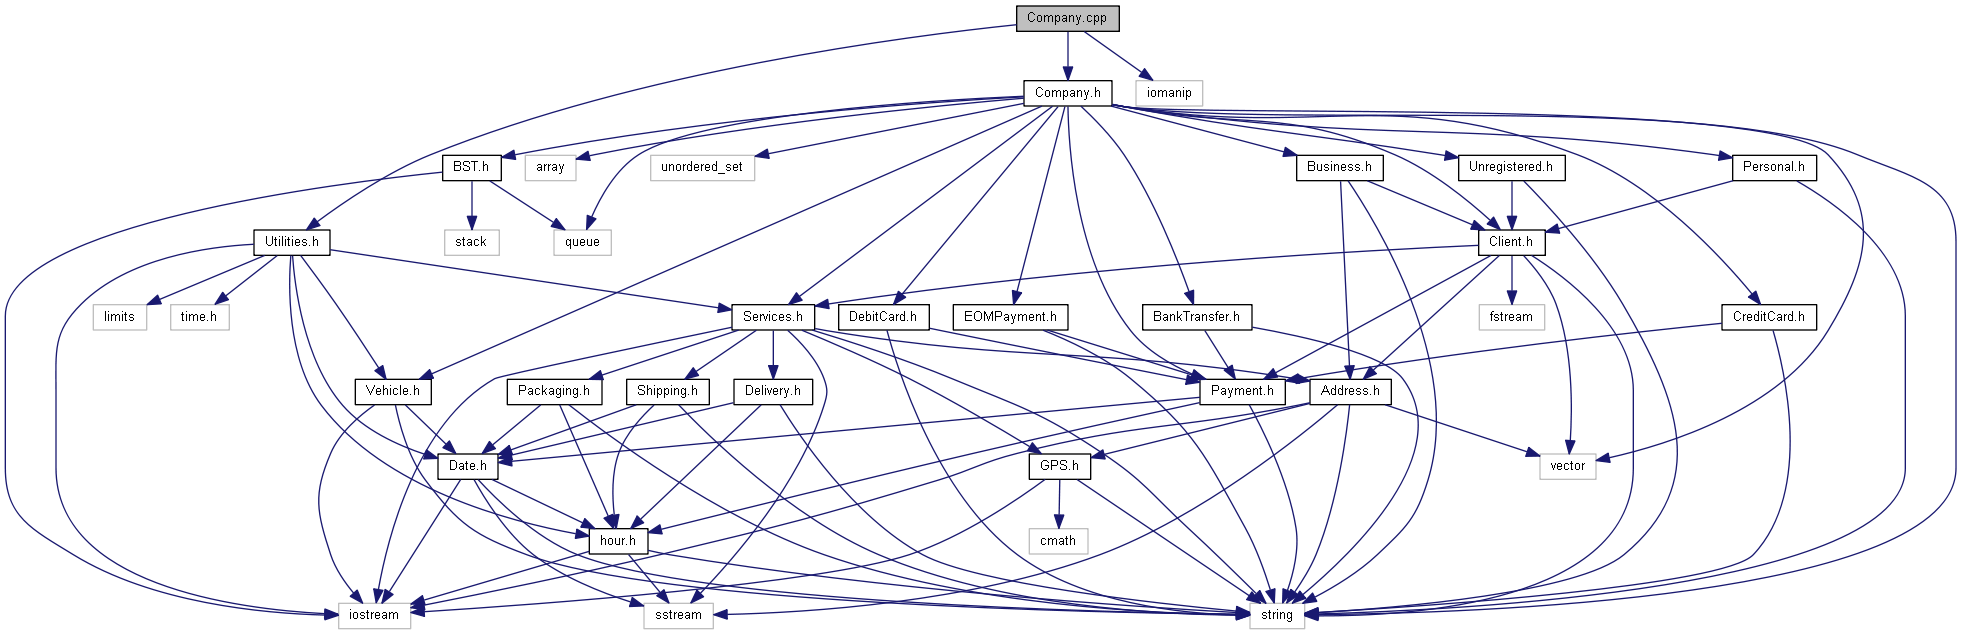 Company.cpp
Company.h
iomanip
BST.h
array
unordered_set
Business.h
Unregistered.h
Personal.h
Utilities.h
stack
queue
Client.h
limits
time.h
Services.h
DebitCard.h
EOMPayment.h
BankTransfer.h
fstream
CreditCard.h
Vehicle.h
Packaging.h
Shipping.h
Delivery.h
Payment.h
Address.h
Date.h
GPS.h
vector
hour.h
cmath
iostream
sstream
string